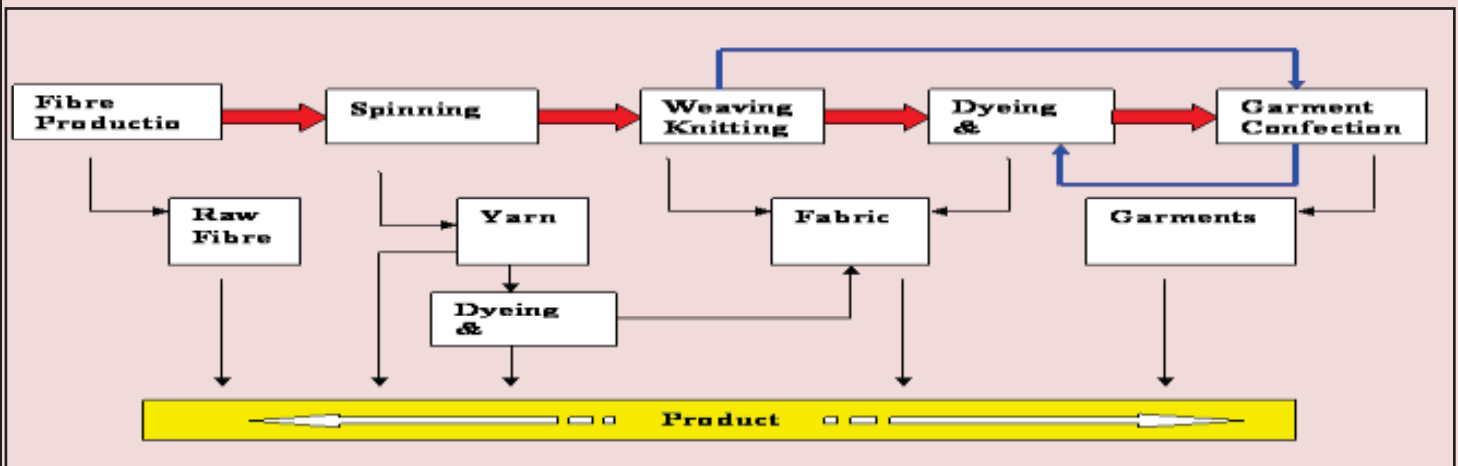 Fibre
Productio
Spinning
Weaving
Knitting
Dyeing
&
Garment
Confection
Raw
Fibre
Yarn
Fabric
Garments
Dyeing
&
Product